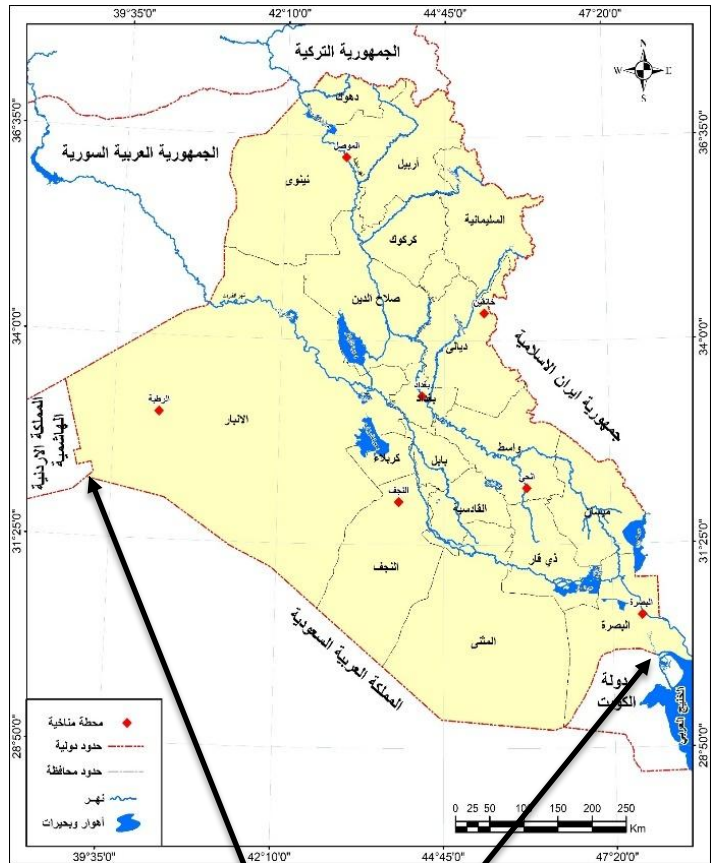 39°35'0"
42°10'0"
44°45'0"
47°20'0"
N
W
E
S
الجمهورية التركية
36°35'0"
36°35'0"
دهوك
الموصل
أربيل
نينوى
الجمهورية العربية السورية
السليمانية
كركوك
صلاح الدين
خانقين
34°0'0"
34°0'0"
ديالى
جمهورية ايران الاسلامية
بغداد
بغداد
الرطبة
الانبار
المملكة الاردنية
الهاشمية
واسط
بابل
كربلاء
الحي
النجف
القادسية
ميسان
31°25'0"
31°25'0"
ذي قار
النجف
البصرة
البصرة
المثنى
المملكة العربية السعودية
دولة
الكويت
الخليج العربي
28°50'0"
28°50'0"
محطة مناخية
حدود دولية
حدود محافظة
نهر
أهوار وبحيرات
0 25 50 100 150 200 250
Km
39°35'0"
42°10'0"
44°45'0"
47°20'0"